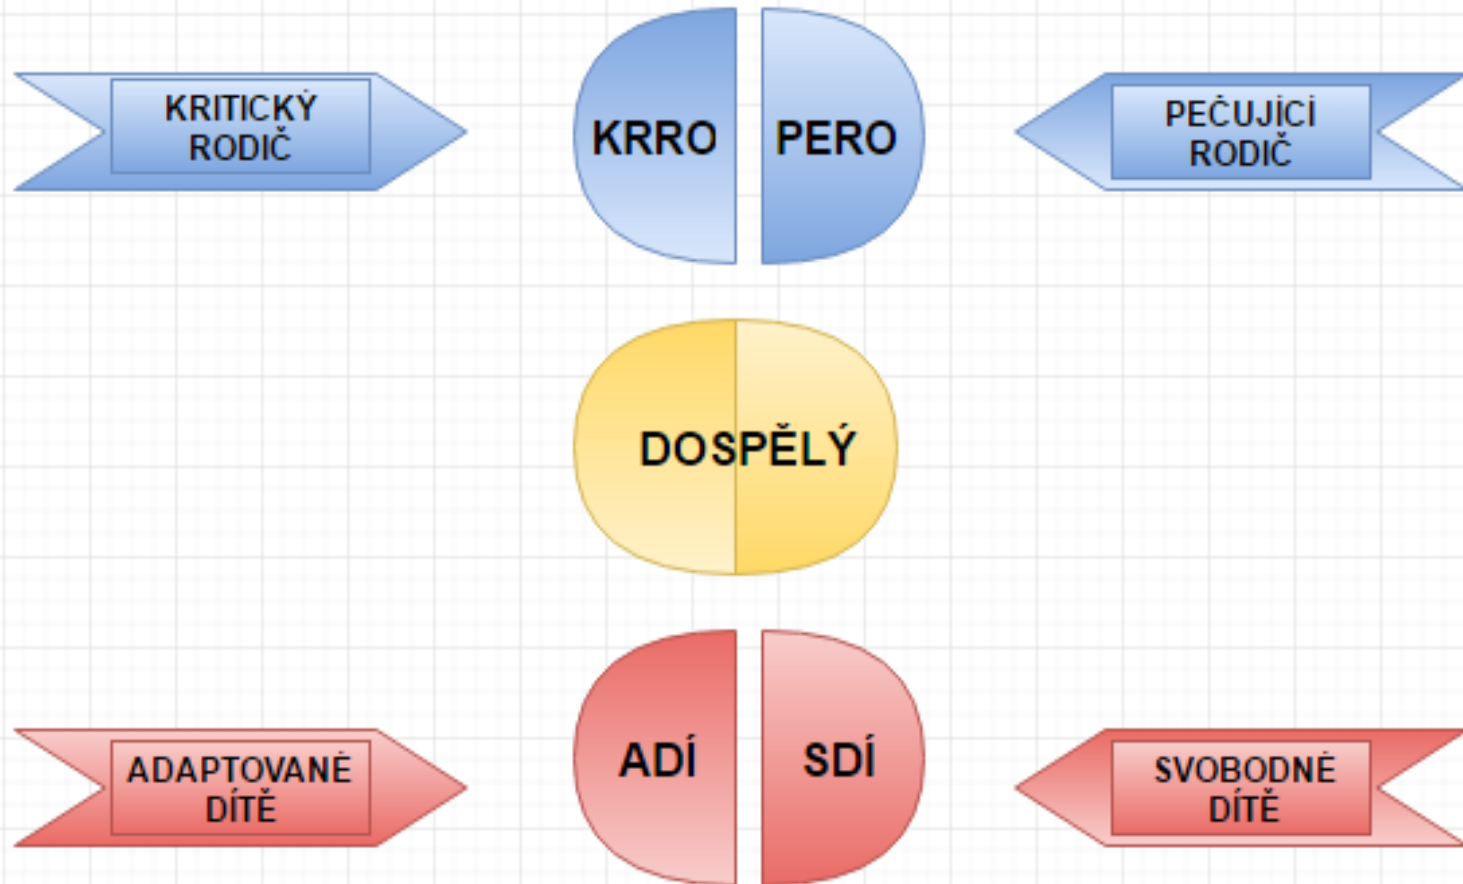 KRITICKÝ
RODIČ
KRRO
PERO
PEČUJÍCÍ
RODIČ
DOSPĚLÝ
ADAPTOVANÉ
DÍTĚ
ADÍ
SDÍ
SVOBODNÉ
DÍTĚ